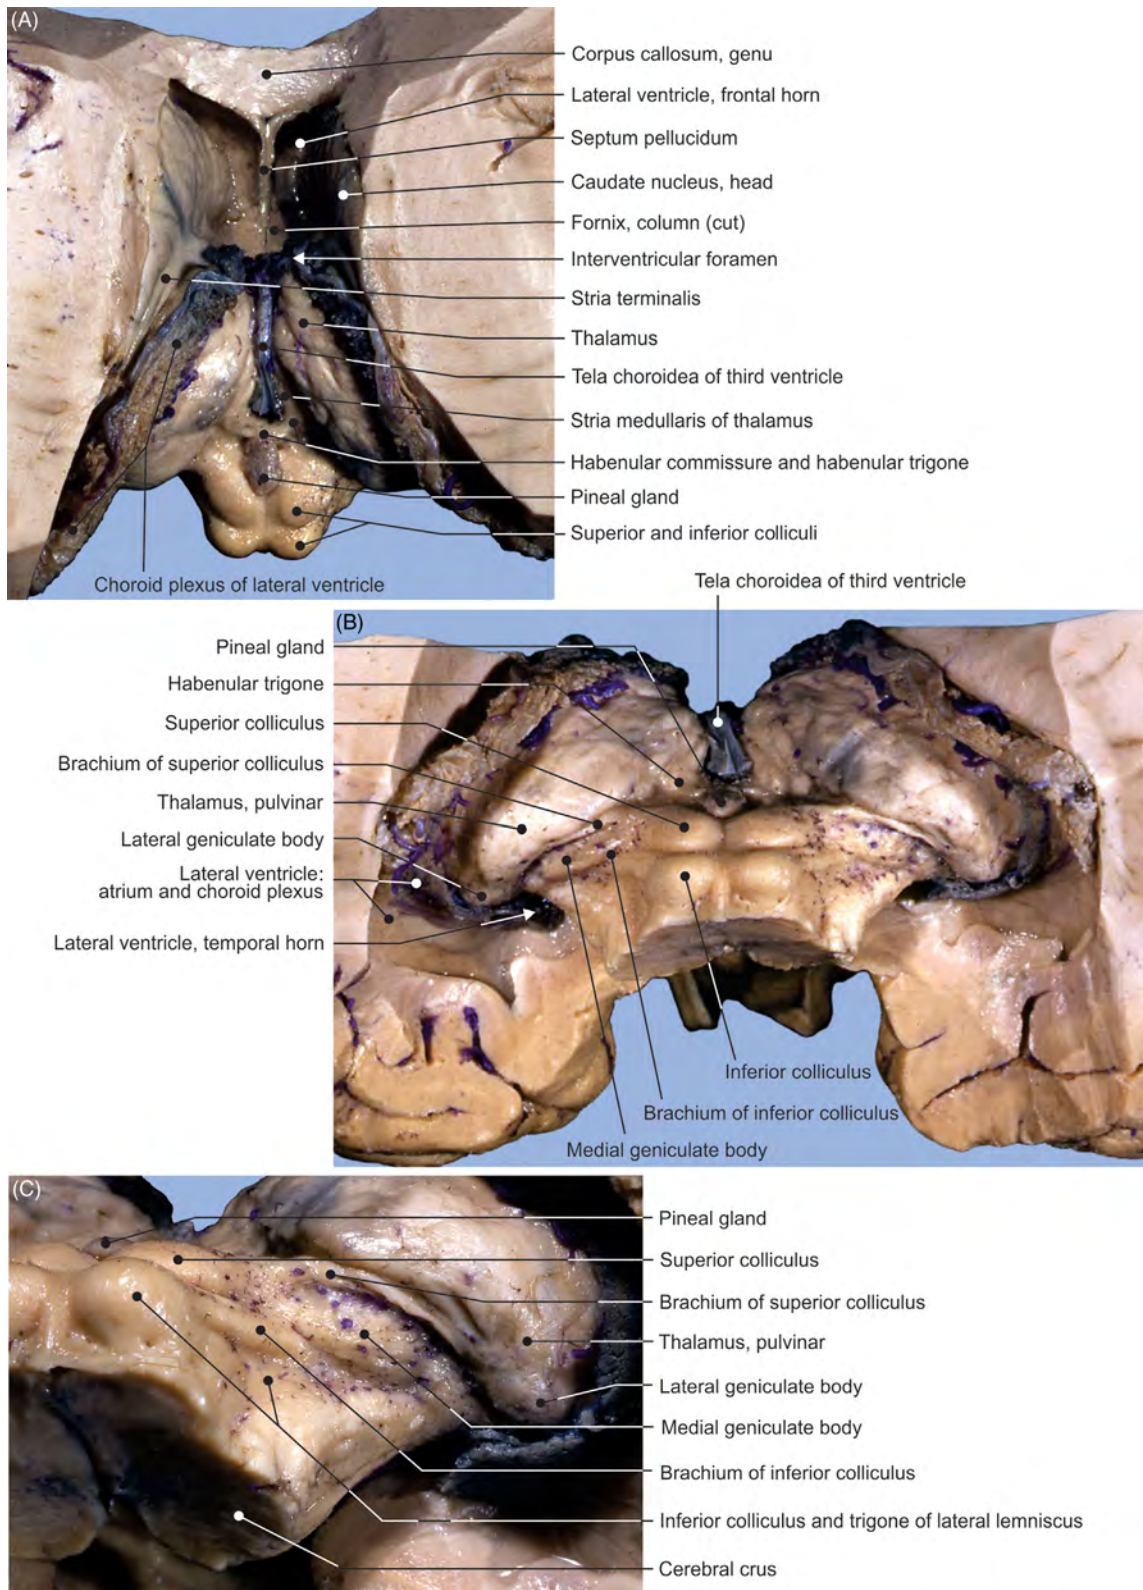 (A)
Corpus callosum, genu
Lateral ventricle, frontal horn
Septum pellucidum
Caudate nucleus, head
Fornix, column (cut)
Interventricular foramen
Stria terminalis
Thalamus
Tela choroidea of third ventricle
Stria medullaris of thalamus
Habenular commissure and habenular trigone
Pineal gland
Superior and inferior colliculi
Choroid plexus of lateral ventricle
Tela choroidea of third ventricle
(B)
Pineal gland
Habenular trigone
Superior colliculus
Brachium of superior colliculus
Thalamus, pulvinar
Lateral geniculate body
Lateral ventricle:
atrium and choroid plexus
Lateral ventricle, temporal horn
Inferior colliculus
Brachium of inferior colliculus
Medial geniculate body
(C)
Pineal gland
Superior colliculus
Brachium of superior colliculus
Thalamus, pulvinar
Lateral geniculate body
Medial geniculate body
Brachium of inferior colliculus
Inferior colliculus and trigone of lateral lemniscus
Cerebral crus